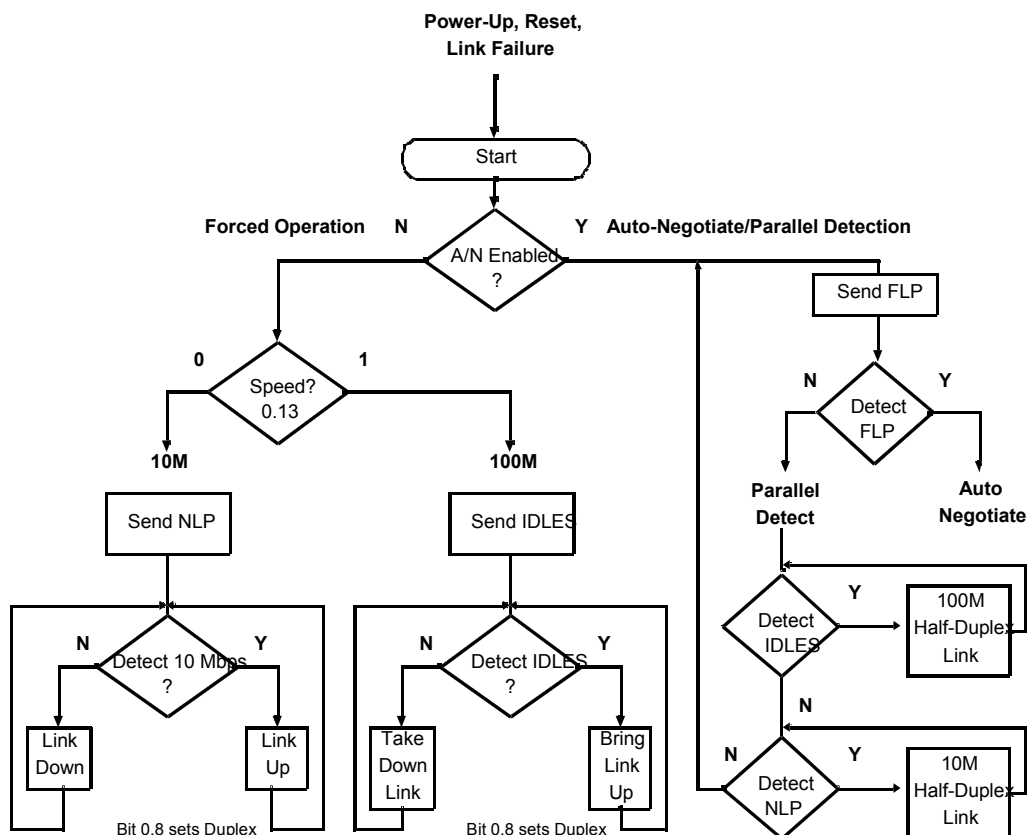 Power-Up, Reset,
Link Failure
Start
Forced Operation N
Y Auto-Negotiate/Parallel Detection
A/N Enabled
?
Send FLP
0
1
Speed?
0.13
N
Y
Detect
FLP
10M
100M
Parallel
Detect
Auto
Negotiate
Send NLP
Send IDLES
N
Y
Detect 10 Mbps
?
N
Y
Detect IDLES
?
Detect
IDLES
Y
100M
Half-Duplex
Link
N
Link
Down
Link
Up
Take
Down
Link
Bring
Link
Up
N
Y
Detect
NLP
10M
Half-Duplex
Link
Bit 0.8 sets Duplex
Bit 0.8 sets Duplex